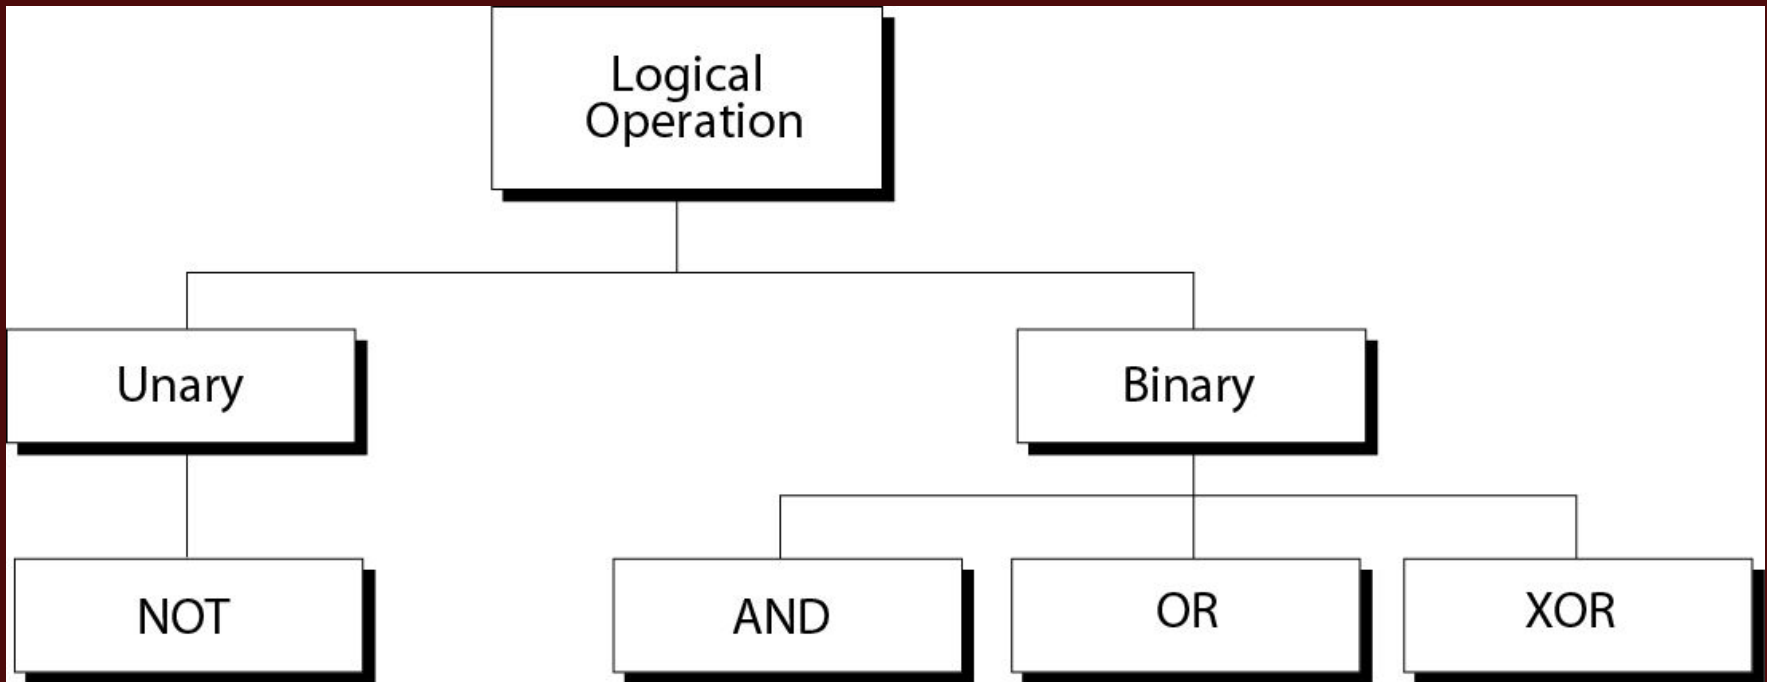 Logical
Operation
Unary
Binary
NOT
AND
OR
XOR